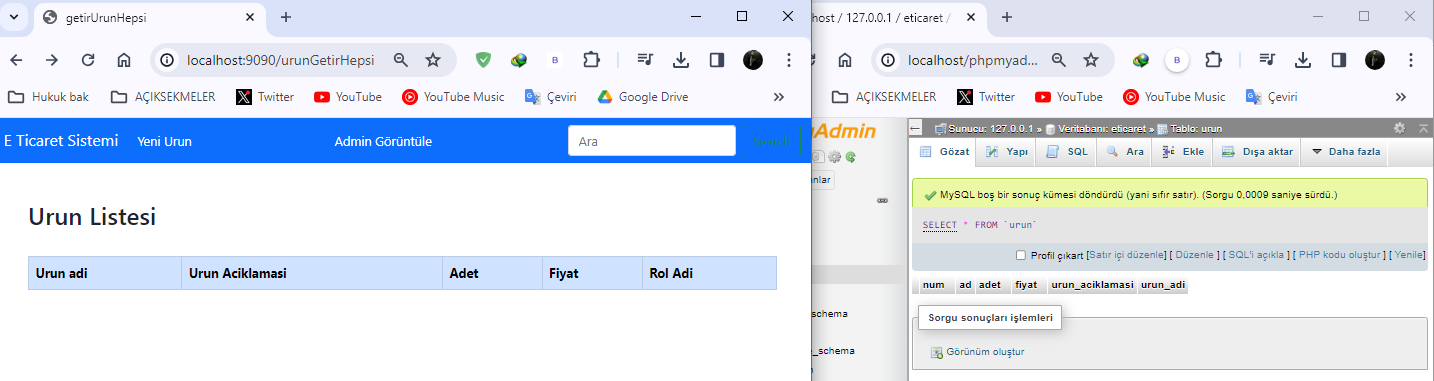 getirUrunHepsi
localhost:9090/urunGetirHepsi
Hukuk bak AÇIKSEKMELER Twitter YouTube YouTube Music Çeviri Google Drive
E Ticaret Sistemi Yeni Urun Admin Görüntüle Ara Search
Urun Listesi
Urun adi Urun Aciklamasi Adet Fiyat Rol Adi
host / 127.0.0.1 / eticaret /
localhost/phpmyad...
AÇIKSEKMELER Twitter YouTube YouTube Music Çeviri
Admin
Sunucu: 127.0.0.1 » Veritabanı: eticaret » Tablo: urun
Gözat Yapı SQL Ara Ekle Dışa aktar Daha fazla
MySQL boş bir sonuç kümesi döndürdü (yani sıfır satır). (Sorgu 0,0009 saniye sürdü.)
SELECT * FROM `urun`
Profil çıkart [Satır içi düzenle] [ Düzenle ] [ SQL'i açıkla ] [ PHP kodu oluştur ] [ Yenile]
num ad adet fiyat urun_aciklamasi urun_adi
Sorgu sonuçları işlemleri
Görünüm oluştur
_schema
_schema